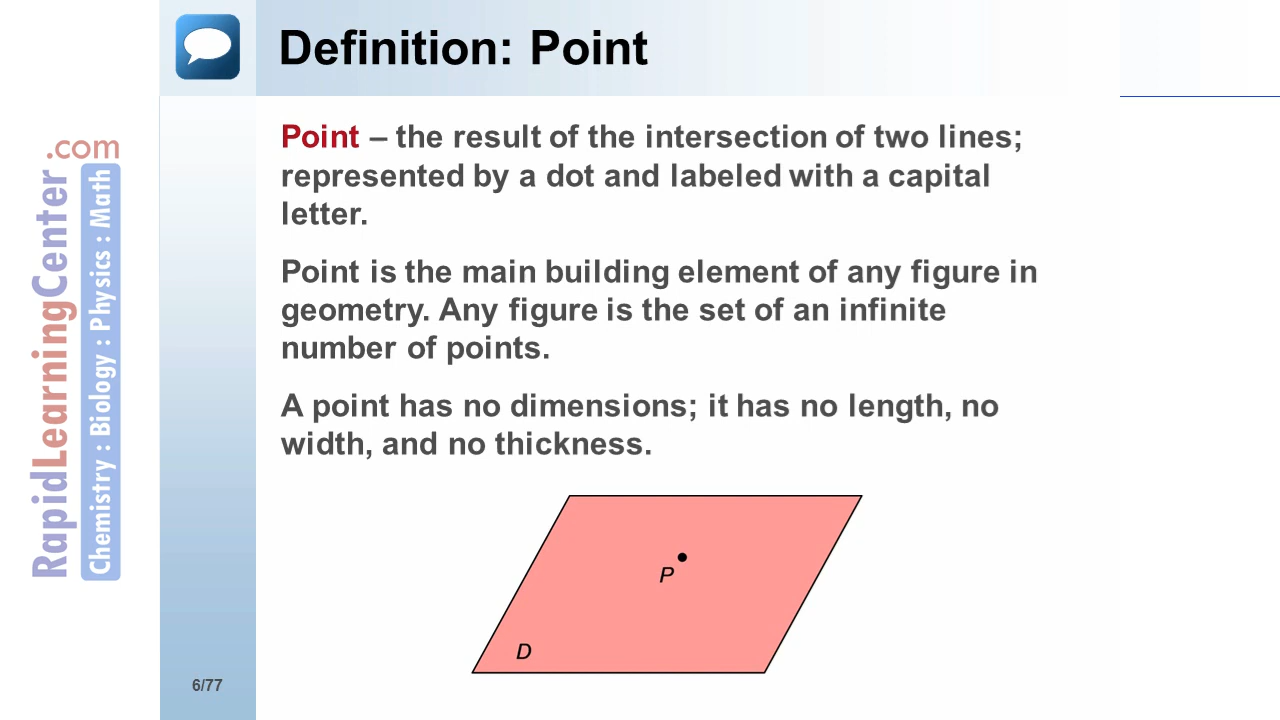 Definition: Point
Point – the result of the intersection of two lines;
represented by a dot and labeled with a capital
letter.
Point is the main building element of any figure in
geometry. Any figure is the set of an infinite
number of points.
A point has no dimensions; it has no length, no
width, and no thickness.
P
D
6/77
RapidLearningCenter.com
Chemistry : Biology : Physics : Math